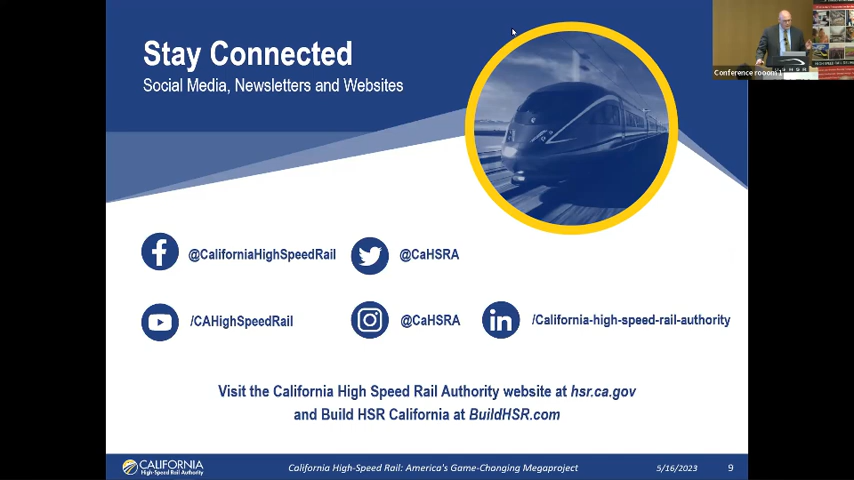 Stay Connected
Social Media, Newsletters and Websites
Conference rooom 1
@CaliforniaHighSpeedRail
@CaHSRA
/CAHighSpeedRail
@CaHSRA
/California-high-speed-rail-authority
Visit the California High Speed Rail Authority website at hsr.ca.gov
and Build HSR California at BuildHSR.com
CALIFORNIA
High-Speed Rail Authority
California High-Speed Rail: America's Game-Changing Megaproject
5/16/2023
9